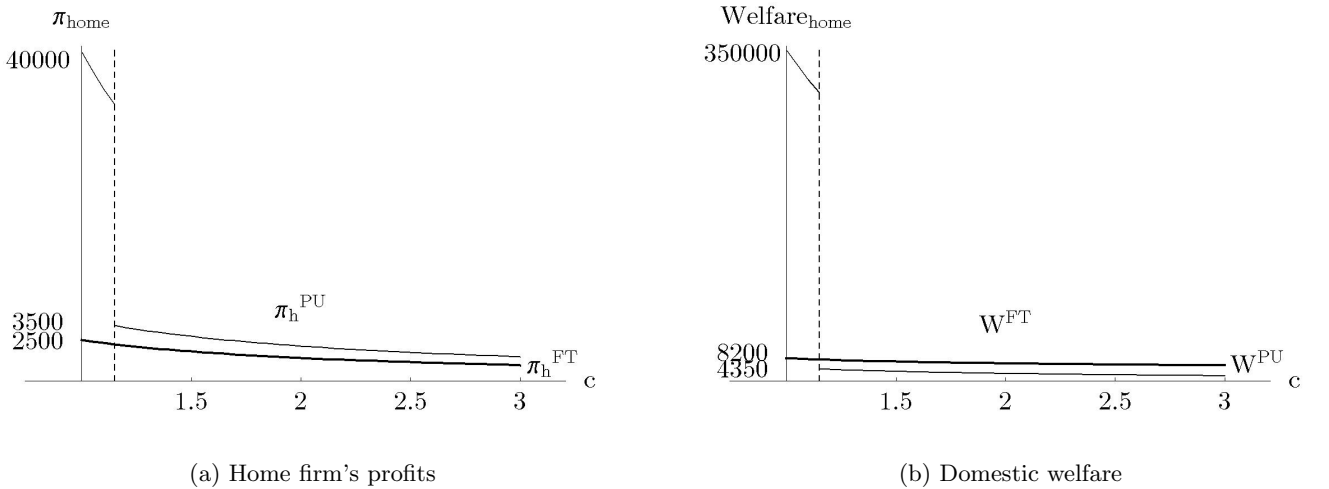 π_home
40000
3500
2500
π_h^PU
π_h^FT
c
1.5 2 2.5 3
(a) Home firm's profits
Welfare_home
350000
8200
4350
W^FT
W^PU
c
1.5 2 2.5 3
(b) Domestic welfare